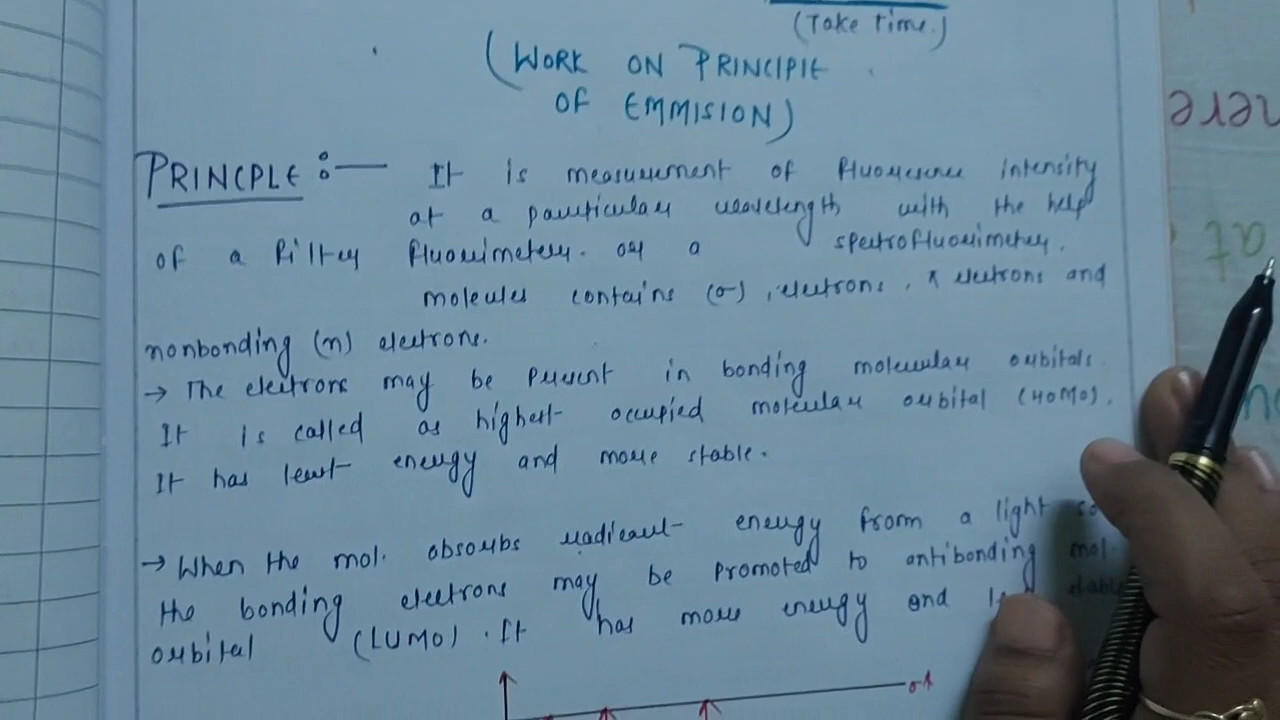 (Take time.)
(WORK ON PRINCIPIE
OF EMMISION)
PRINCPLE :— It is measurement of fluorescence intensity
at a particular wavelength with the help
of a filter fluorimeter. or a spectrofluorimeter.
molecules contains (σ) electrons, π electrons and
nonbonding (n) electrons.
→ The electrons may be present in bonding molecular orbitals.
It is called as highest occupied molecular orbital (HOMO).
It has least energy and more stable.
→ When the mol. absorbs radieant energy from a light
the bonding electrons may be promoted to antibonding mol.
orbital (LUMO). It has more energy and